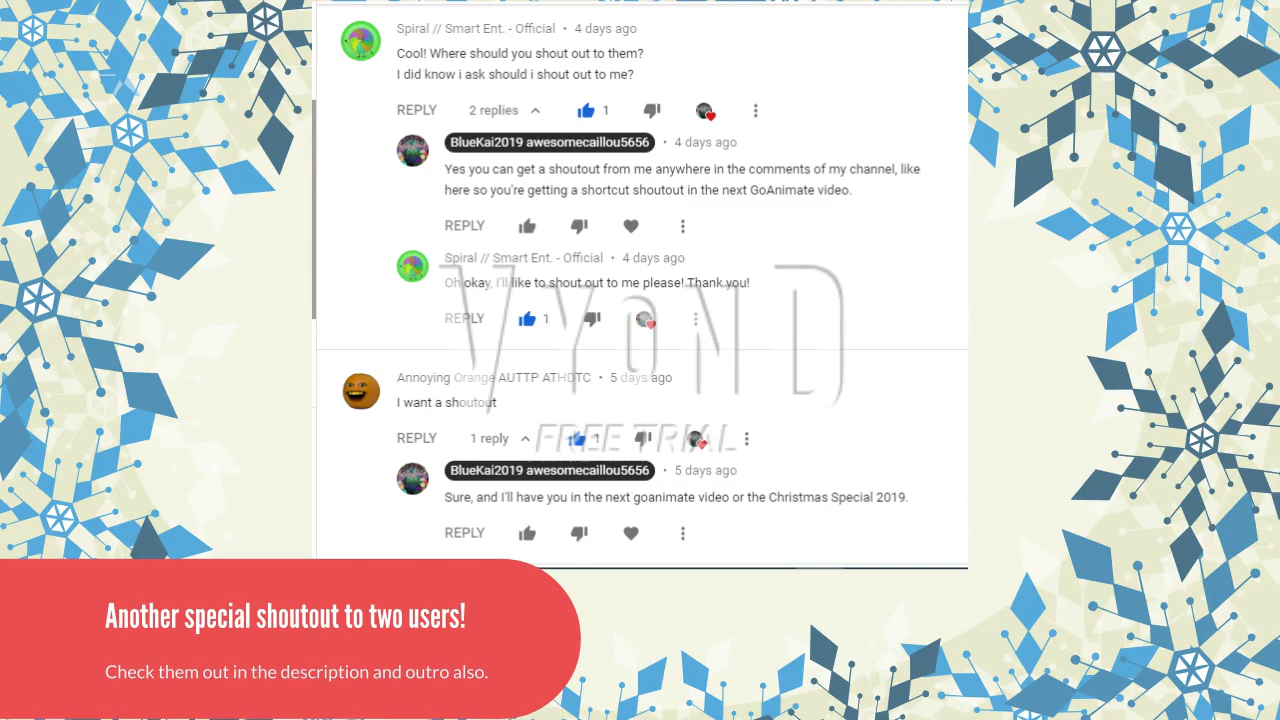 Spiral // Smart Ent. - Official • 4 days ago
Cool! Where should you shout out to them?
I did know i ask should i shout out to me?
REPLY 2 replies 1
BlueKai2019 awesomecaillou5656 • 4 days ago
Yes you can get a shoutout from me anywhere in the comments of my channel, like
here so you're getting a shortcut shoutout in the next GoAnimate video.
REPLY
Spiral // Smart Ent. - Official • 4 days ago
Oh okay, I'll like to shout out to me please! Thank you!
REPLY 1
VYOND
FREE TRIAL
Annoying Orange AUTTP ATHDTC • 5 days ago
I want a shoutout
REPLY 1 reply 1
BlueKai2019 awesomecaillou5656 • 5 days ago
Sure, and I'll have you in the next goanimate video or the Christmas Special 2019.
REPLY
Another special shoutout to two users!
Check them out in the description and outro also.